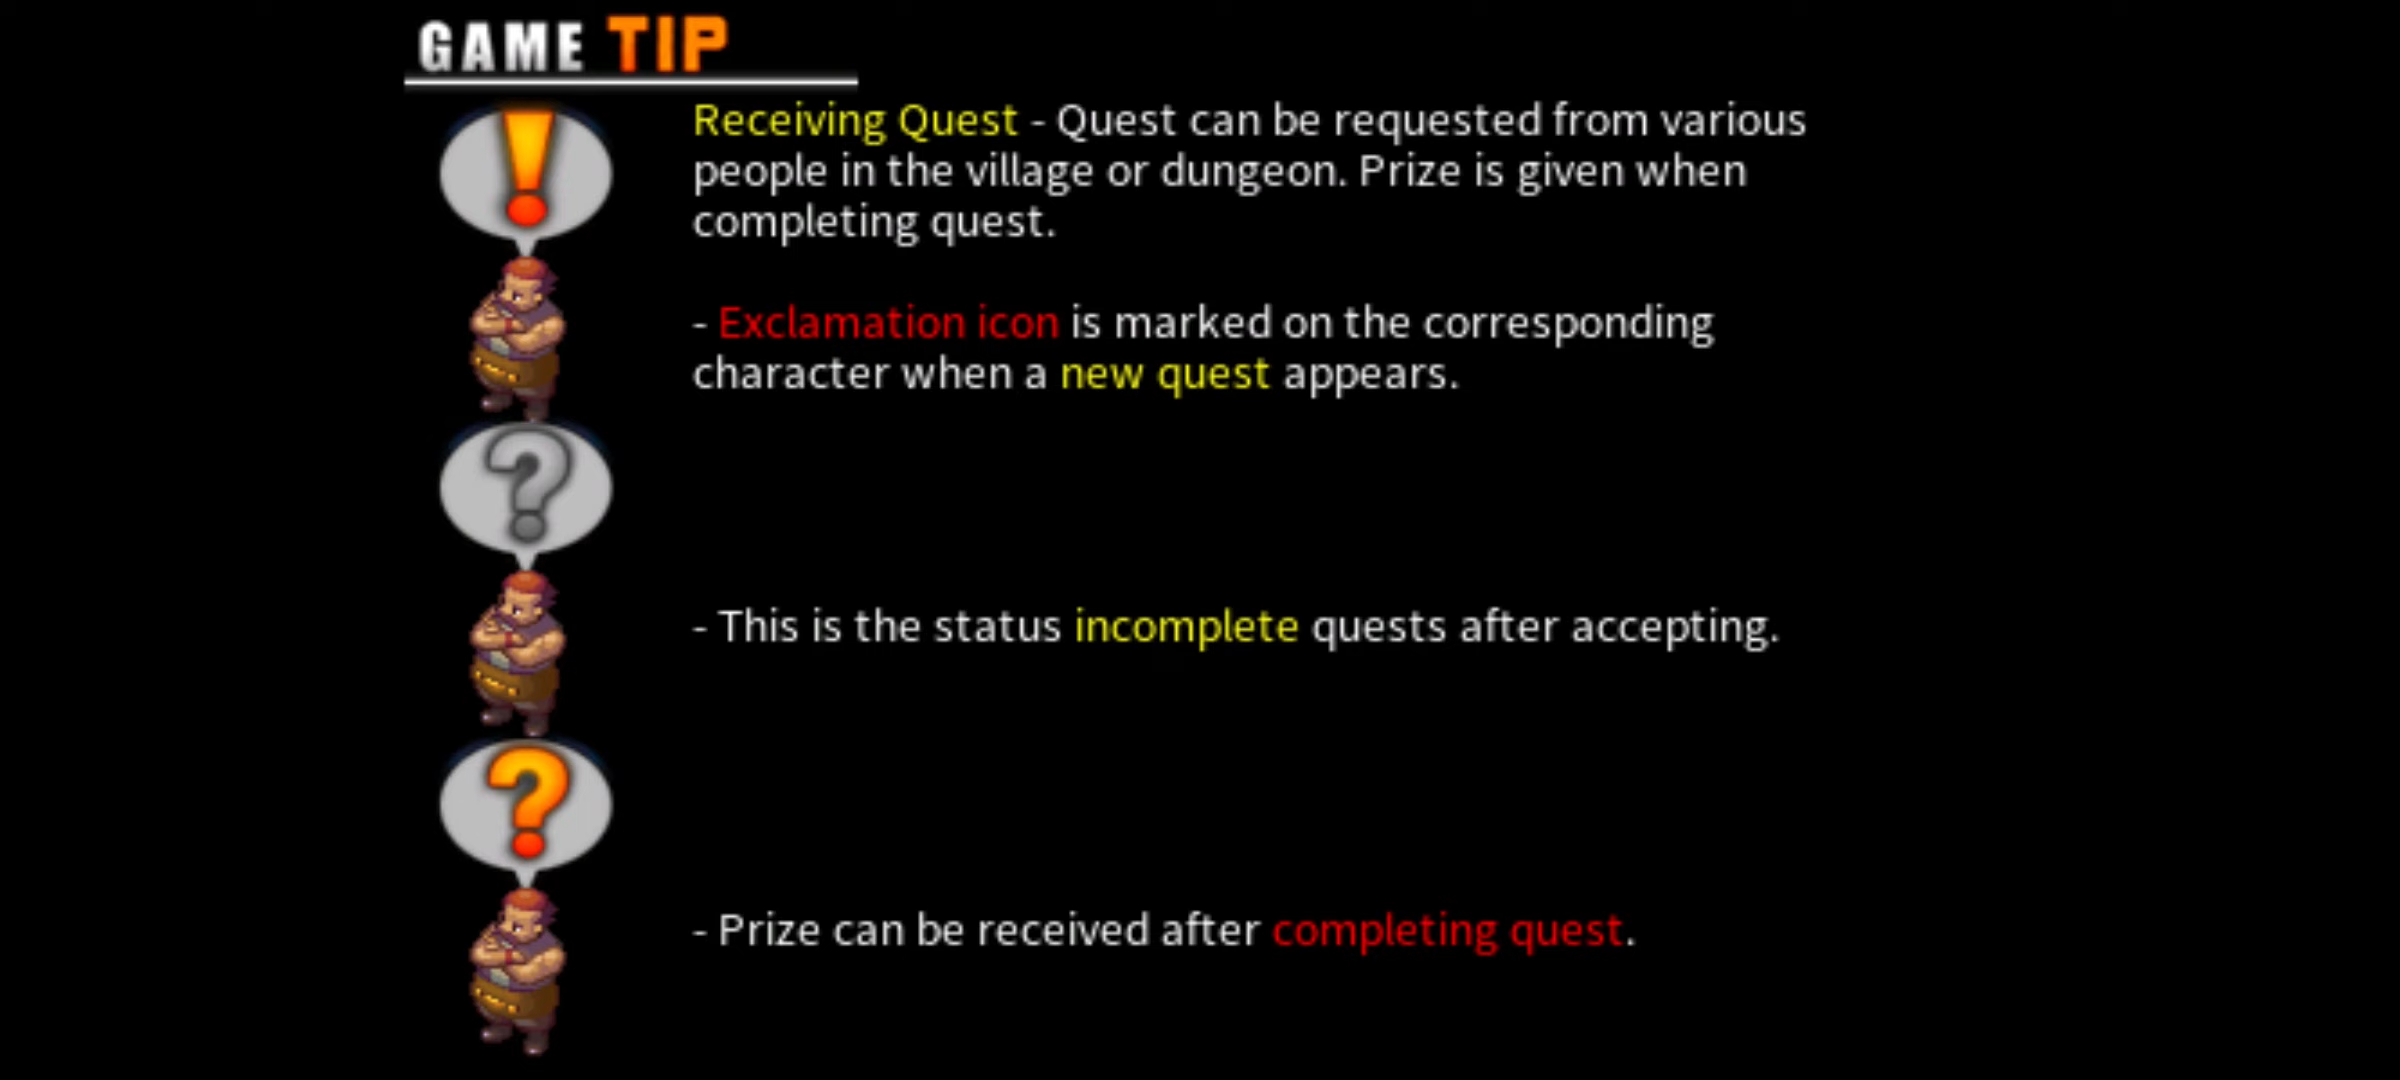 GAME TIP
Receiving Quest - Quest can be requested from various
people in the village or dungeon. Prize is given when
completing quest.
- Exclamation icon is marked on the corresponding
character when a new quest appears.
- This is the status incomplete quests after accepting.
- Prize can be received after completing quest.